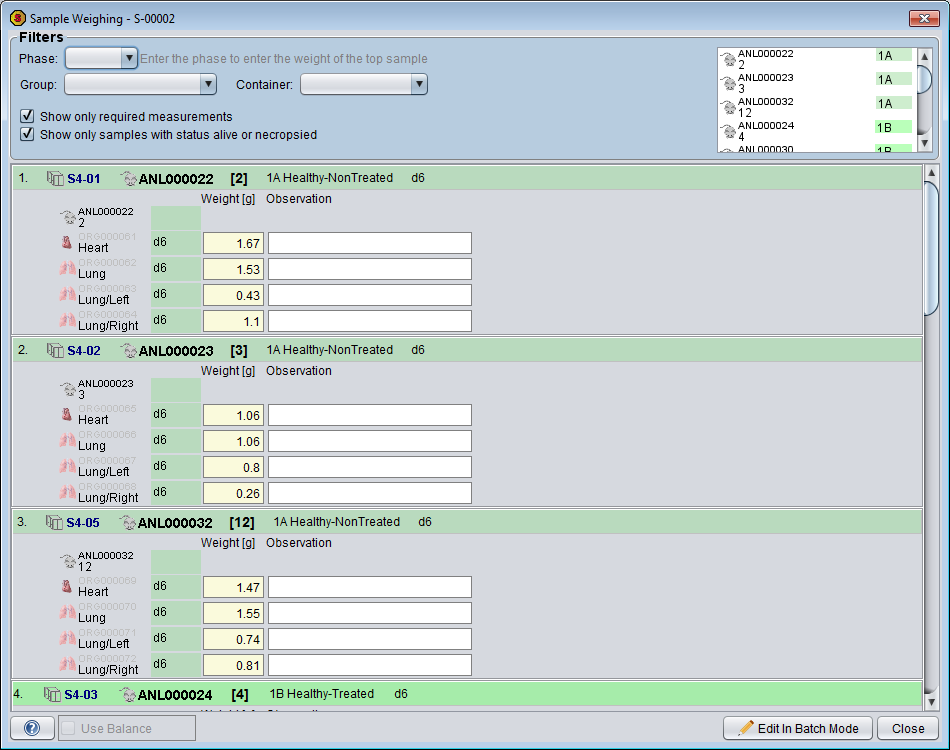 Sample Weighing - S-00002
Filters
Phase: Enter the phase to enter the weight of the top sample
Group: Container:
Show only required measurements
Show only samples with status alive or necropsied
ANL000022 1A
2
ANL000023 1A
3
ANL000032 1A
12
ANL000024 1B
4
ANL000030 1B
1. S4-01 ANL000022 [2] 1A Healthy-NonTreated d6
Weight [g] Observation
ANL000022
2
ORG000061
Heart d6 1.67
ORG000062
Lung d6 1.53
ORG000063
Lung/Left d6 0.43
ORG000064
Lung/Right d6 1.1
2. S4-02 ANL000023 [3] 1A Healthy-NonTreated d6
Weight [g] Observation
ANL000023
3
ORG000065
Heart d6 1.06
ORG000066
Lung d6 1.06
ORG000067
Lung/Left d6 0.8
ORG000068
Lung/Right d6 0.26
3. S4-05 ANL000032 [12] 1A Healthy-NonTreated d6
Weight [g] Observation
ANL000032
12
ORG000069
Heart d6 1.47
ORG000070
Lung d6 1.55
ORG000071
Lung/Left d6 0.74
ORG000072
Lung/Right d6 0.81
4. S4-03 ANL000024 [4] 1B Healthy-Treated d6
? Use Balance Edit In Batch Mode Close